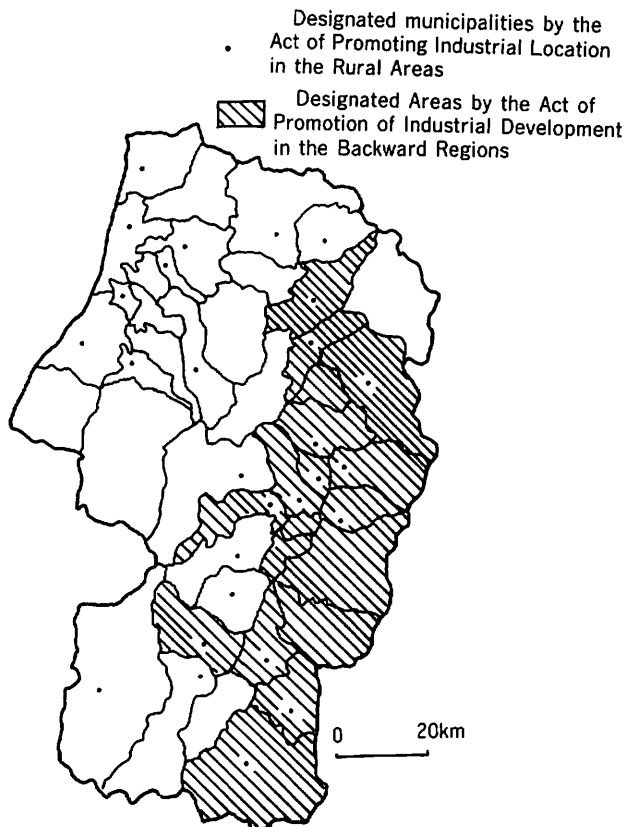 Designated municipalities by the
Act of Promoting Industrial Location
in the Rural Areas
Designated Areas by the Act of
Promotion of Industrial Development
in the Backward Regions
0 20km